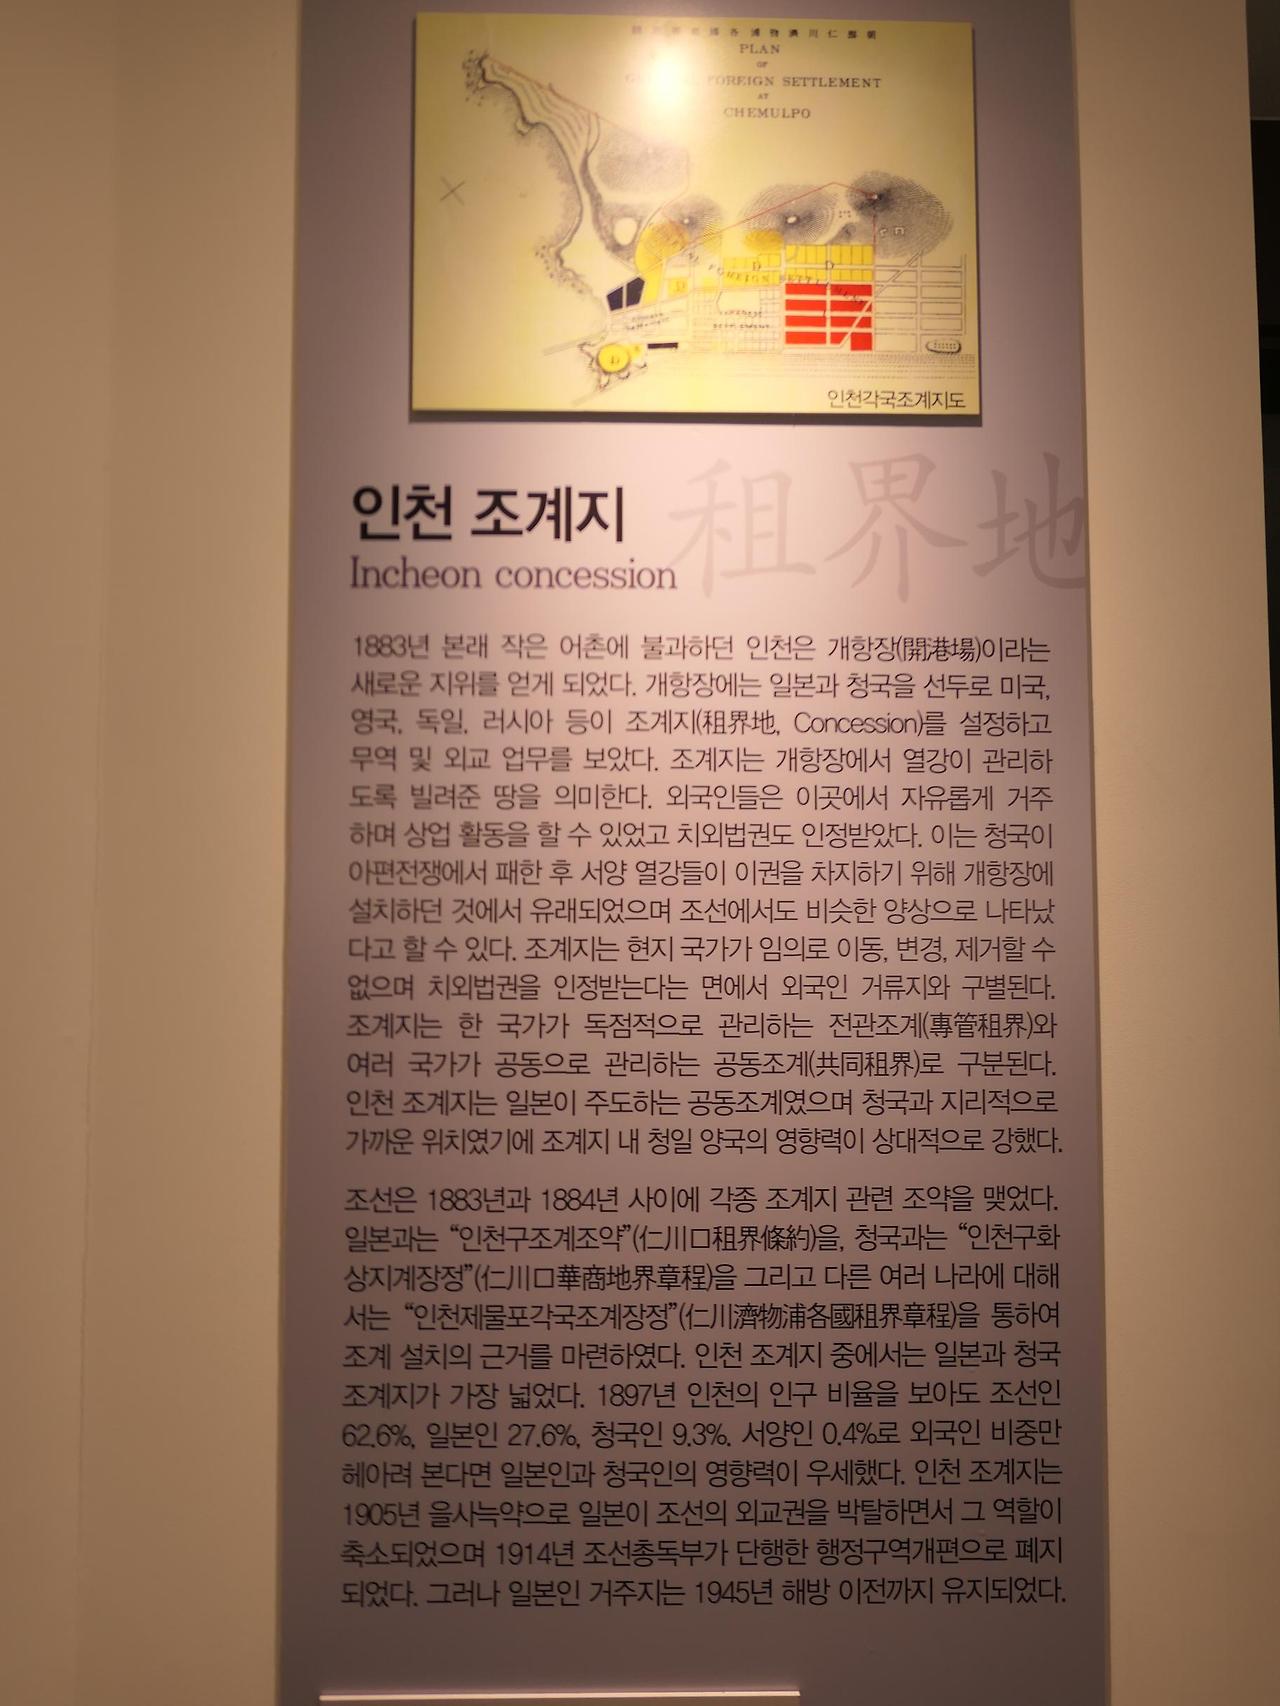 PLAN
OF
FOREIGN SETTLEMENT
AT
CHEMULPO
FOREIGN SETTLEMENT
D
D
D
D
인천각국조계지도
租界地
인천 조계지
Incheon concession
1883년 본래 작은 어촌에 불과하던 인천은 개항장(開港場)이라는
새로운 지위를 얻게 되었다. 개항장에는 일본과 청국을 선두로 미국,
영국, 독일, 러시아 등이 조계지(租界地, Concession)를 설정하고
무역 및 외교 업무를 보았다. 조계지는 개항장에서 열강이 관리하
도록 빌려준 땅을 의미한다. 외국인들은 이곳에서 자유롭게 거주
하며 상업 활동을 할 수 있었고 치외법권도 인정받았다. 이는 청국이
아편전쟁에서 패한 후 서양 열강들이 이권을 차지하기 위해 개항장에
설치하던 것에서 유래되었으며 조선에서도 비슷한 양상으로 나타났
다고 할 수 있다. 조계지는 현지 국가가 임의로 이동, 변경, 제거할 수
없으며 치외법권을 인정받는다는 면에서 외국인 거류지와 구별된다.
조계지는 한 국가가 독점적으로 관리하는 전관조계(專管租界)와
여러 국가가 공동으로 관리하는 공동조계(共同租界)로 구분된다.
인천 조계지는 일본이 주도하는 공동조계였으며 청국과 지리적으로
가까운 위치였기에 조계지 내 청일 양국의 영향력이 상대적으로 강했다.
조선은 1883년과 1884년 사이에 각종 조계지 관련 조약을 맺었다.
일본과는 “인천구조계조약”(仁川口租界條約)을, 청국과는 “인천구화
상지계장정”(仁川口華商地界章程)을 그리고 다른 여러 나라에 대해
서는 “인천제물포각국조계장정”(仁川濟物浦各國租界章程)을 통하여
조계 설치의 근거를 마련하였다. 인천 조계지 중에서는 일본과 청국
조계지가 가장 넓었다. 1897년 인천의 인구 비율을 보아도 조선인
62.6%, 일본인 27.6%, 청국인 9.3%. 서양인 0.4%로 외국인 비중만
헤아려 본다면 일본인과 청국인의 영향력이 우세했다. 인천 조계지는
1905년 을사늑약으로 일본이 조선의 외교권을 박탈하면서 그 역할이
축소되었으며 1914년 조선총독부가 단행한 행정구역개편으로 폐지
되었다. 그러나 일본인 거주지는 1945년 해방 이전까지 유지되었다.